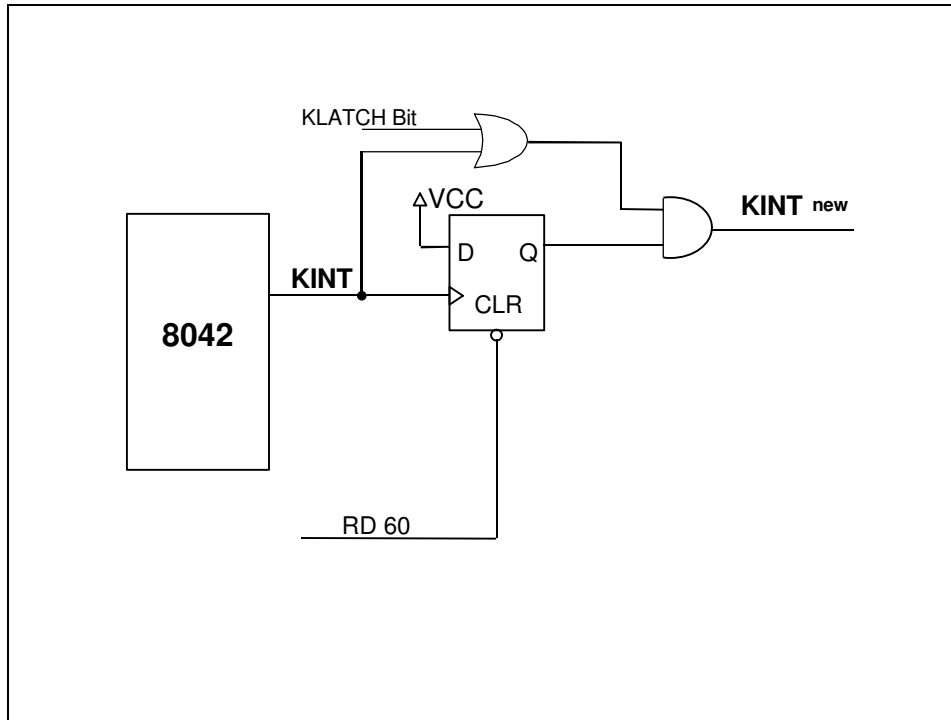 KLATCH Bit
VCC
KINT new
D Q
KINT
CLR
8042
RD 60